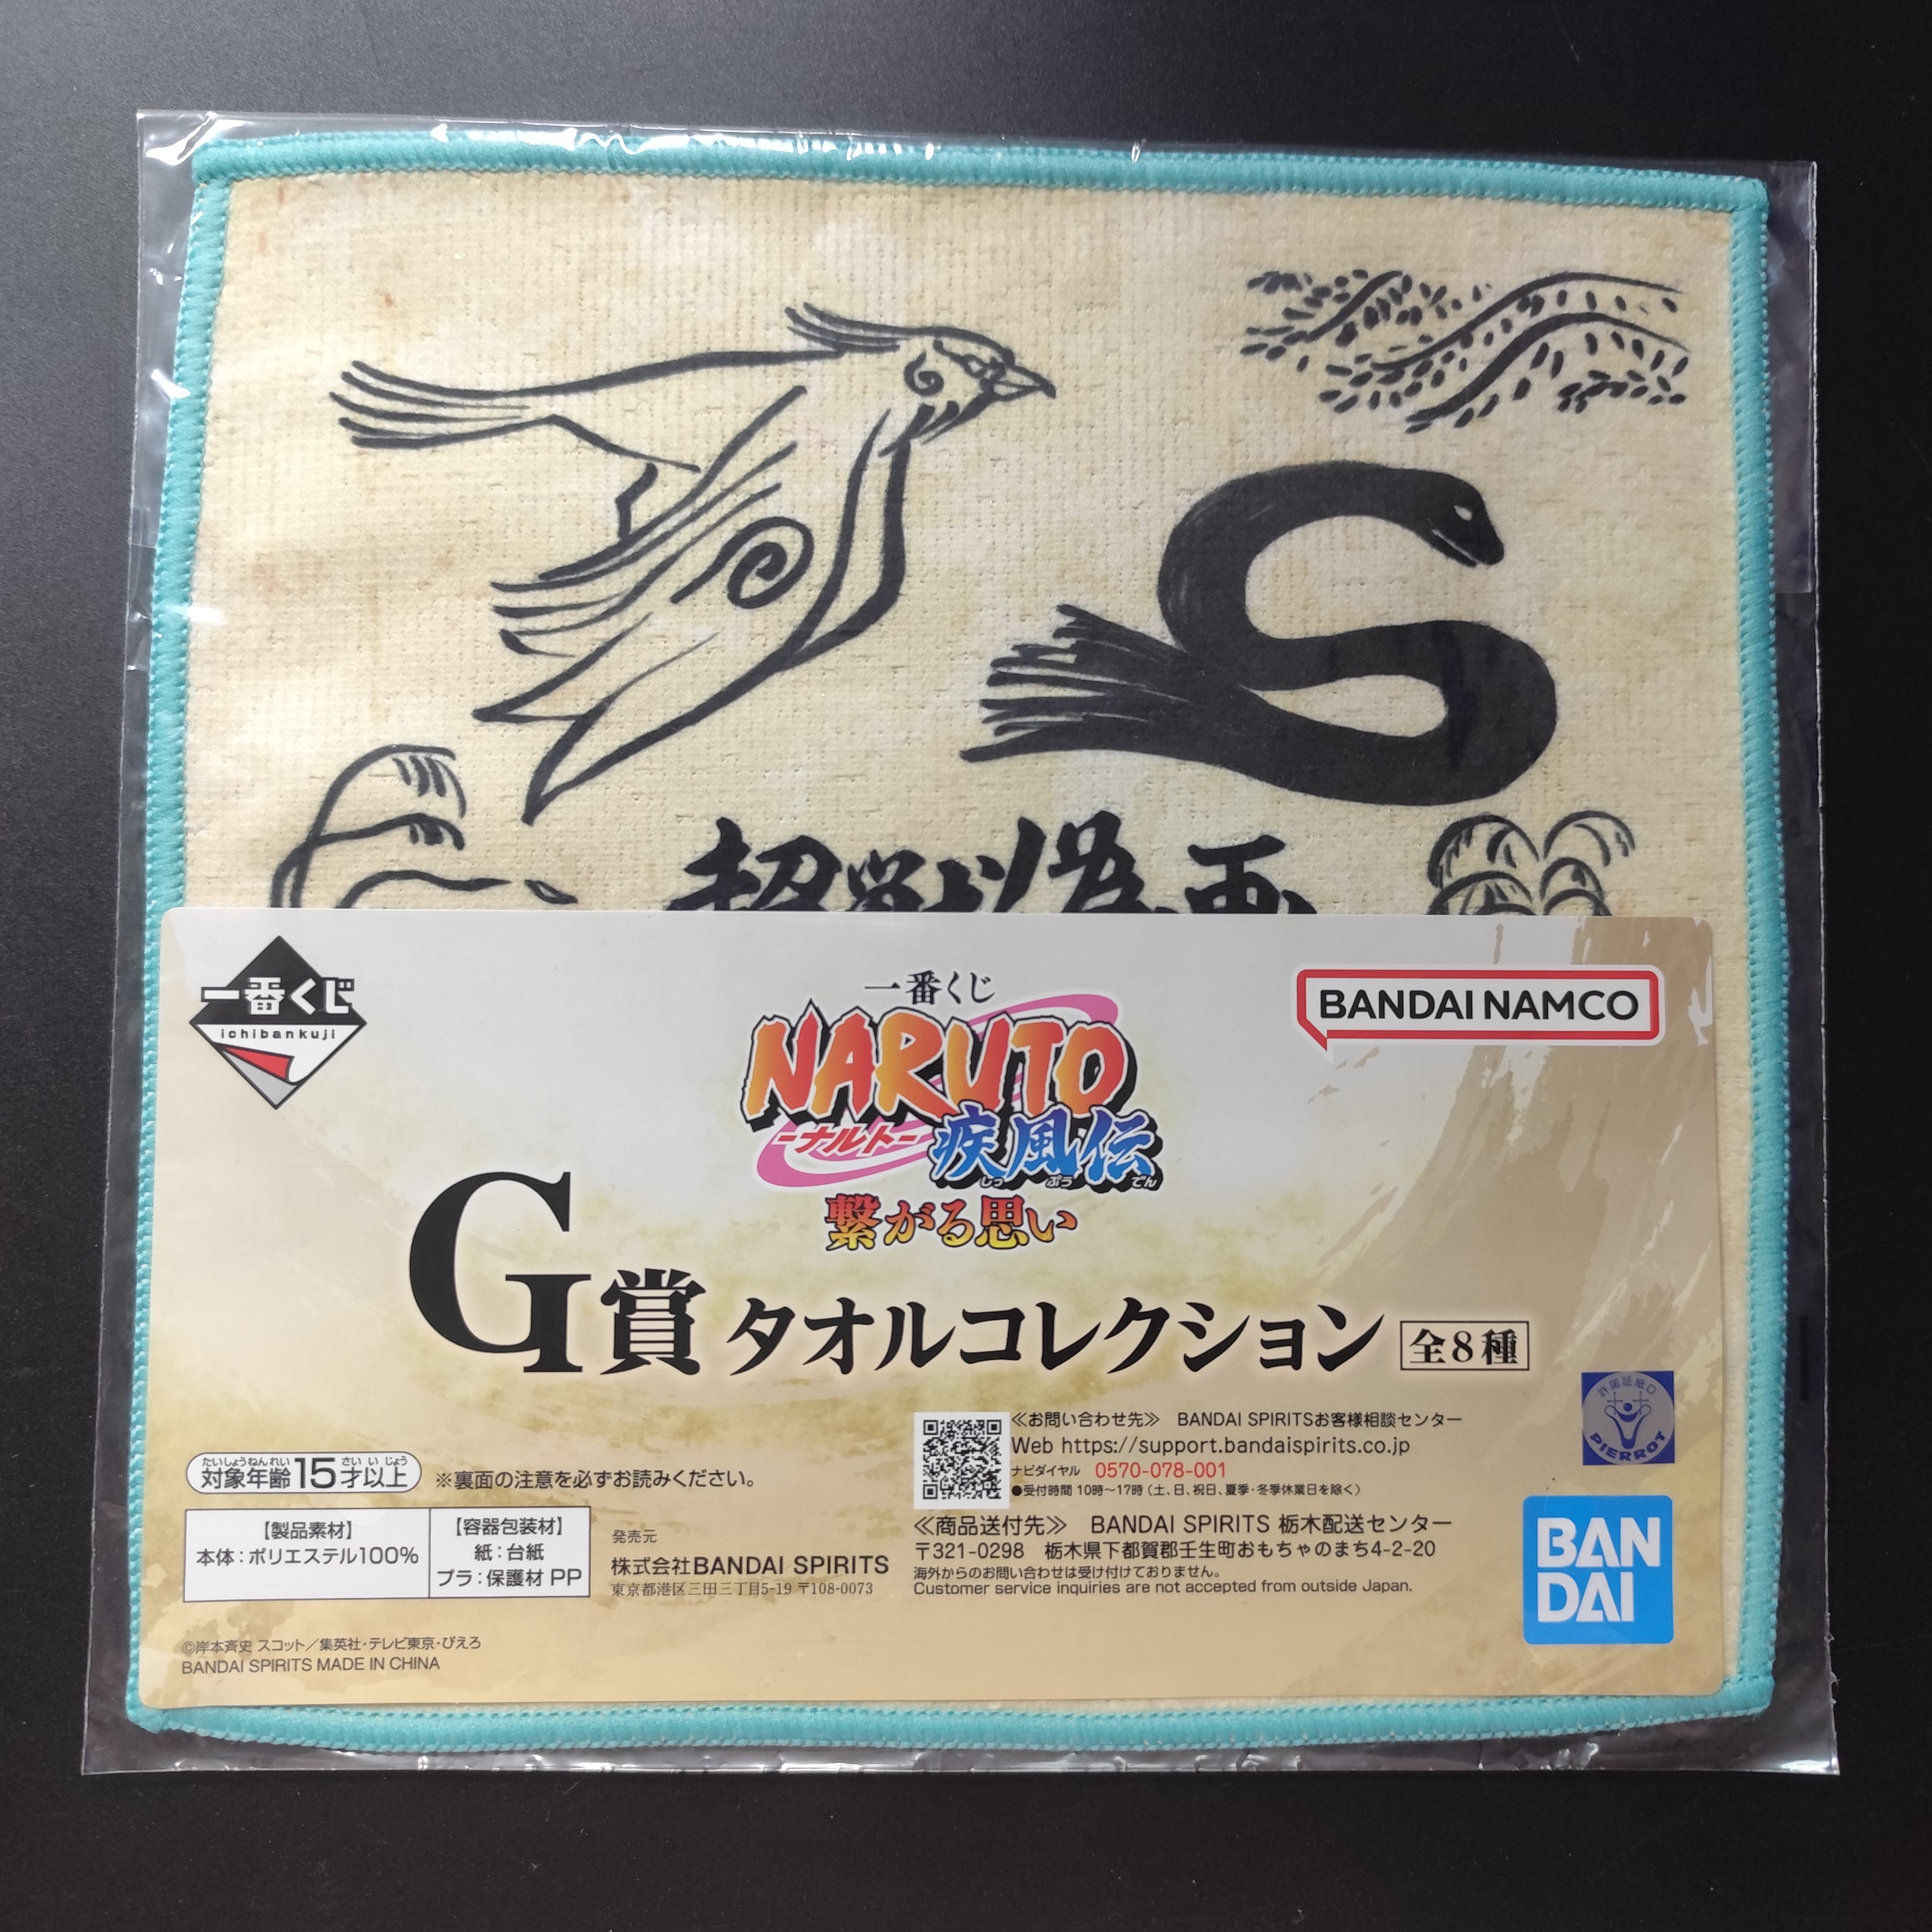 超獣偽画
一番くじ
ichibankuji
一番くじ
NARUTO
-ナルト-
疾風伝
しっ ぷう でん
繋がる思い
BANDAI NAMCO
G賞 タオルコレクション 全8種
許諾証紙
PIERROT
たいしょうねんれい さい い じょう
対象年齢15才以上
※裏面の注意を必ずお読みください。
【製品素材】
本体:ポリエステル100%
【容器包装材】
紙:台紙
プラ:保護材 PP
発売元
株式会社BANDAI SPIRITS
東京都港区三田三丁目5-19 〒108-0073
≪お問い合わせ先≫ BANDAI SPIRITSお客様相談センター
Web https://support.bandaispirits.co.jp
ナビダイヤル 0570-078-001
●受付時間 10時～17時(土、日、祝日、夏季・冬季休業日を除く)
≪商品送付先≫ BANDAI SPIRITS 栃木配送センター
〒321-0298 栃木県下都賀郡壬生町おもちゃのまち4-2-20
海外からのお問い合わせは受け付けておりません。
Customer service inquiries are not accepted from outside Japan.
BAN
DAI
©岸本斉史 スコット/集英社・テレビ東京・ぴえろ
BANDAI SPIRITS MADE IN CHINA